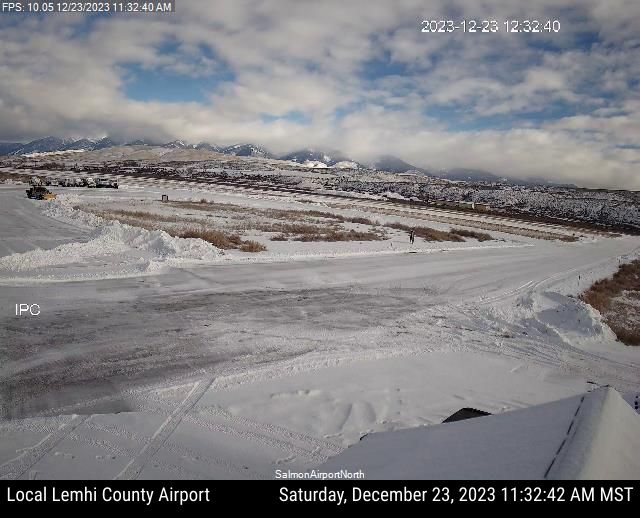 FPS: 10.05 12/23/2023 11:32:40 AM
2023-12-23 12:32:40
IPC
SalmonAirportNorth
Local Lemhi County Airport Saturday, December 23, 2023 11:32:42 AM MST